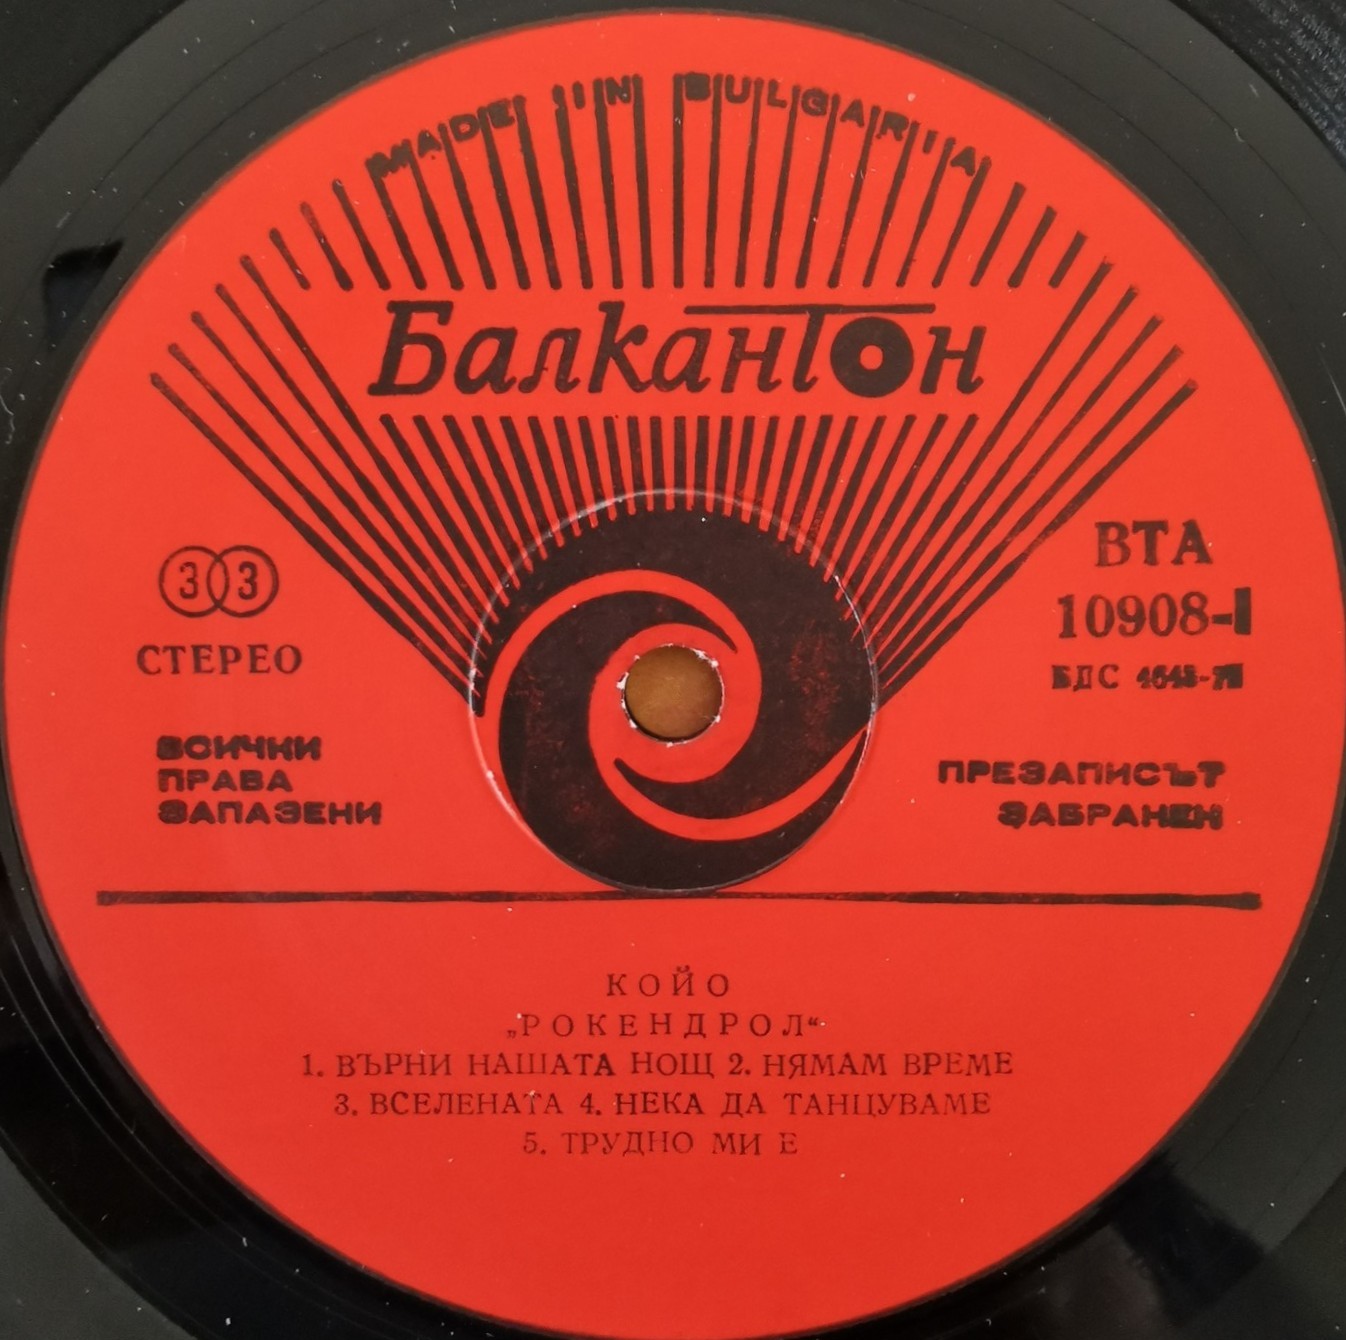 MADE IN BULGARIA
Балкантон
33
СТЕРЕО
ВСИЧКИ
ПРАВА
ЗАПАЗЕНИ
ВТА
10908-I
БДС
ПРЕЗАПИСЪТ
ЗАБРАНЕН
КОЙО
„РОКЕНДРОЛ“
1. ВЪРНИ НАШАТА НОЩ 2. НЯМАМ ВРЕМЕ
3. ВСЕЛЕНАТА 4. НЕКА ДА ТАНЦУВАМЕ
5. ТРУДНО МИ Е